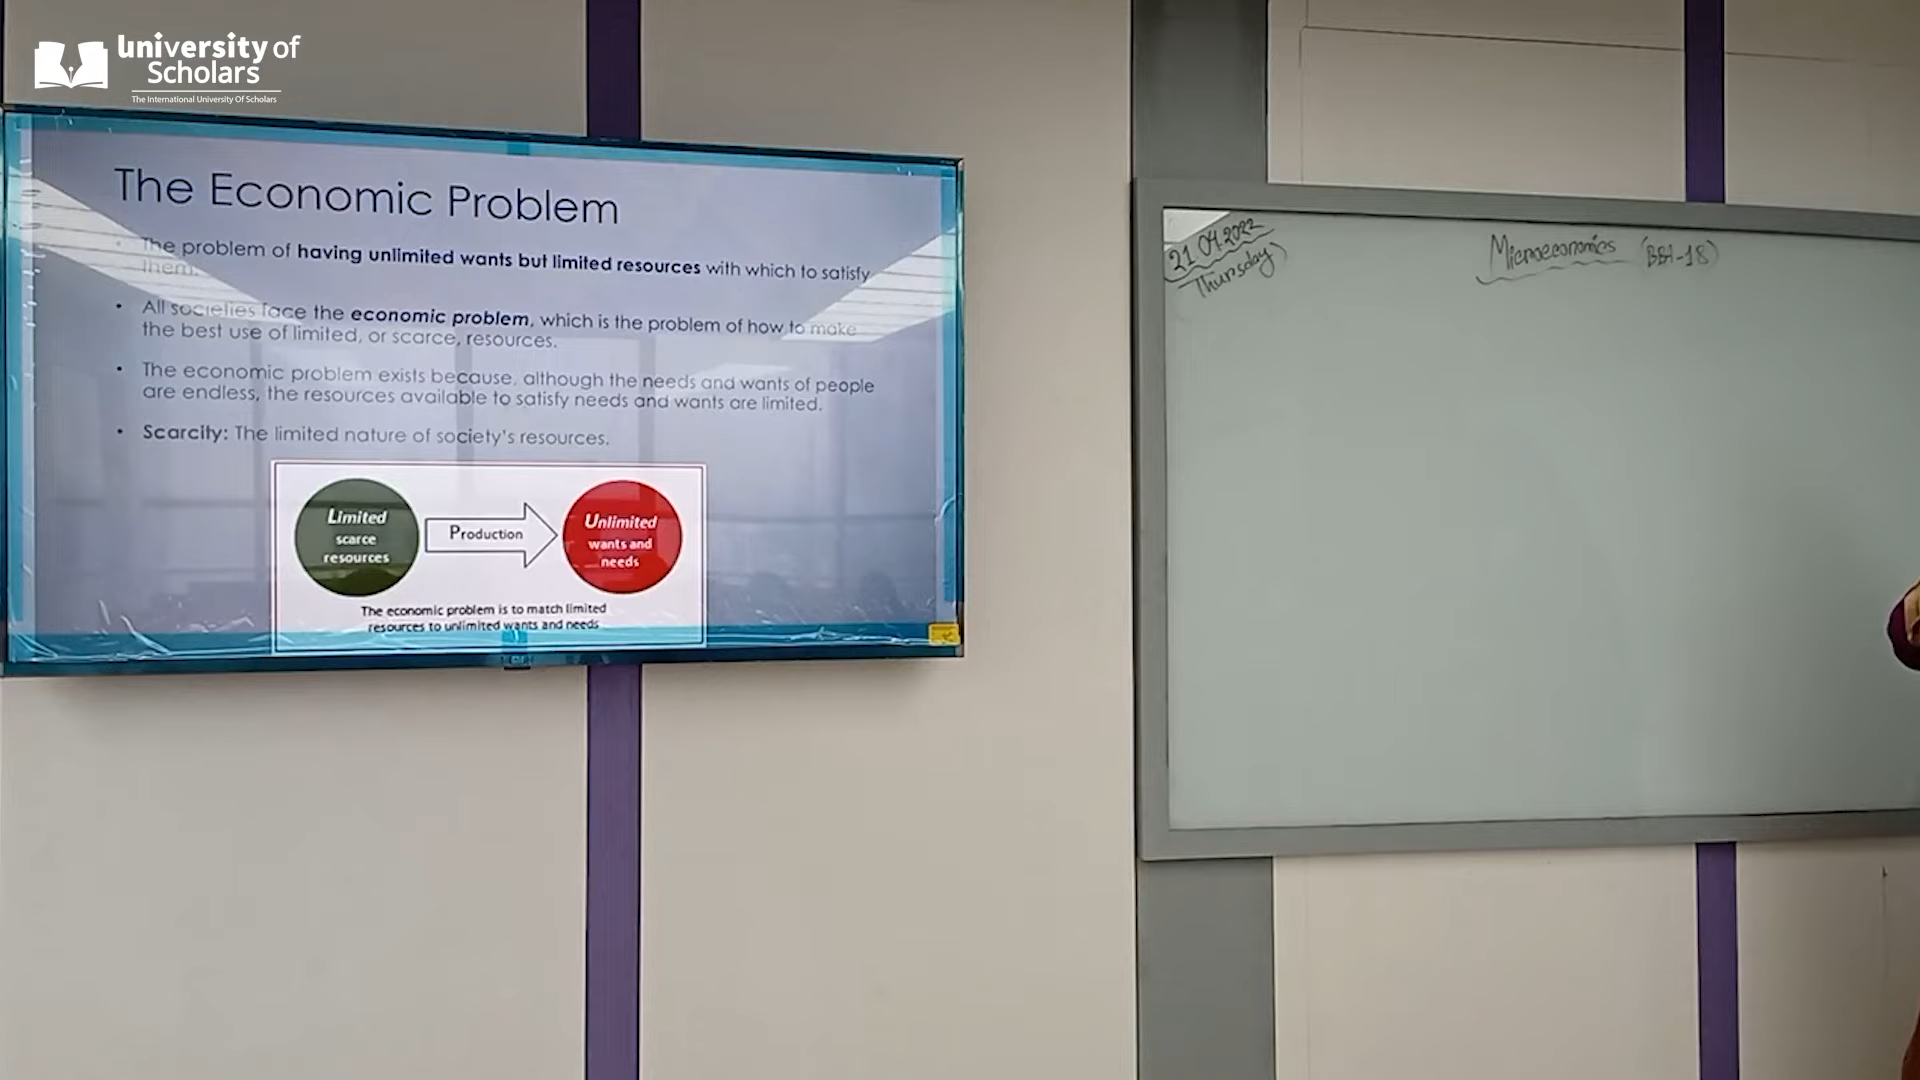 University of
Scholars
The International University Of Scholars
The Economic Problem
• The problem of having unlimited wants but limited resources with which to satisfy
them.
• All societies face the economic problem, which is the problem of how to make
the best use of limited, or scarce, resources.
• The economic problem exists because, although the needs and wants of people
are endless, the resources available to satisfy needs and wants are limited.
• Scarcity: The limited nature of society's resources.
Limited
scarce
resources
Production
Unlimited
wants and
needs
The economic problem is to match limited
resources to unlimited wants and needs
21.04.2022
Thursday
Microeconomics (BBA-18)